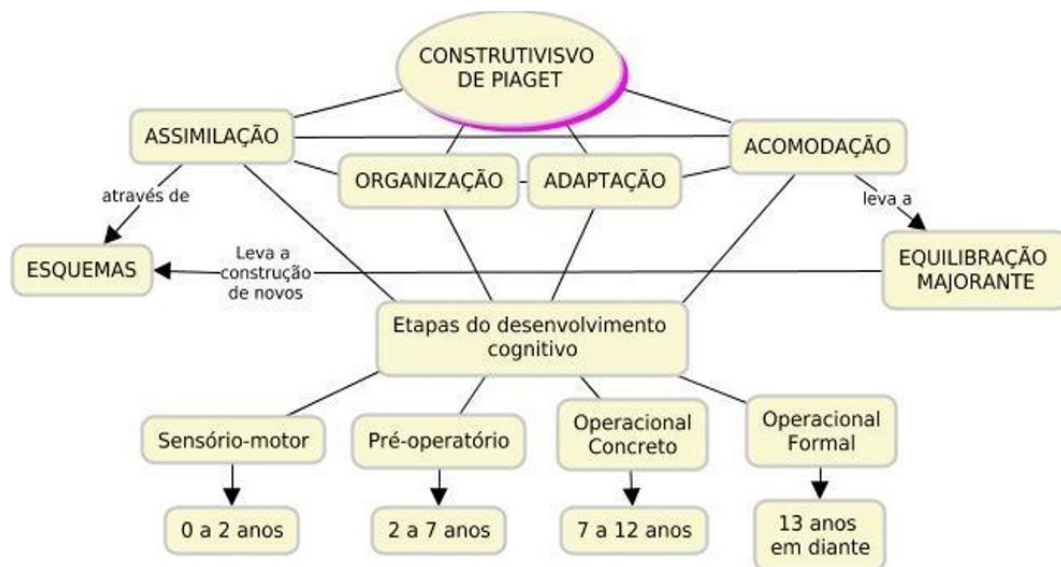 CONSTRUTIVISVO
DE PIAGET
ASSIMILAÇÃO
ACOMODAÇÃO
ORGANIZAÇÃO
ADAPTAÇÃO
através de
leva a
ESQUEMAS
Leva a
construção
de novos
EQUILIBRAÇÃO
MAJORANTE
Etapas do desenvolvimento
cognitivo
Sensório-motor
Pré-operatório
Operacional
Concreto
Operacional
Formal
0 a 2 anos
2 a 7 anos
7 a 12 anos
13 anos
em diante